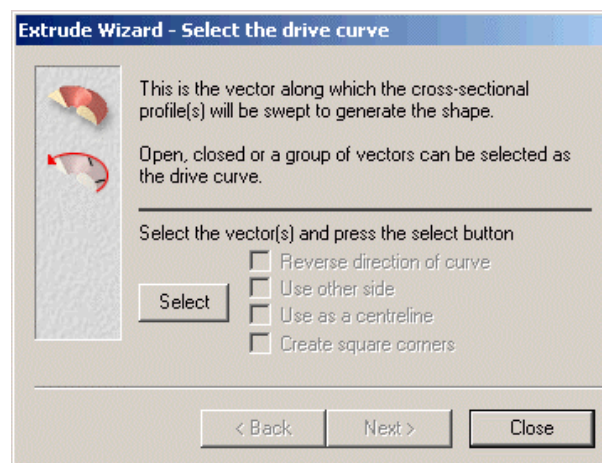 Extrude Wizard - Select the drive curve
This is the vector along which the cross-sectional
profile(s) will be swept to generate the shape.
Open, closed or a group of vectors can be selected as
the drive curve.
Select the vector(s) and press the select button
Reverse direction of curve
Select
Use other side
Use as a centreline
Create square corners
< Back
Next >
Close